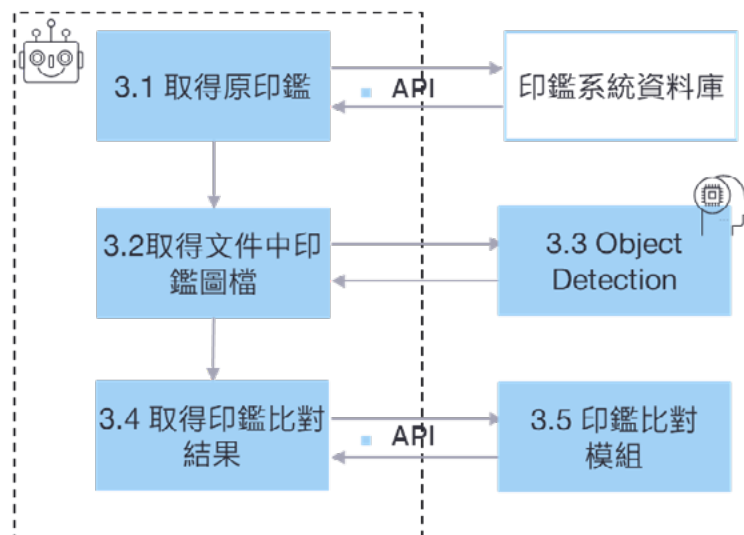 3.1 取得原印鑑
API
印鑑系統資料庫
3.2取得文件中印
鑑圖檔
3.3 Object
Detection
3.4 取得印鑑比對
結果
API
3.5 印鑑比對
模組